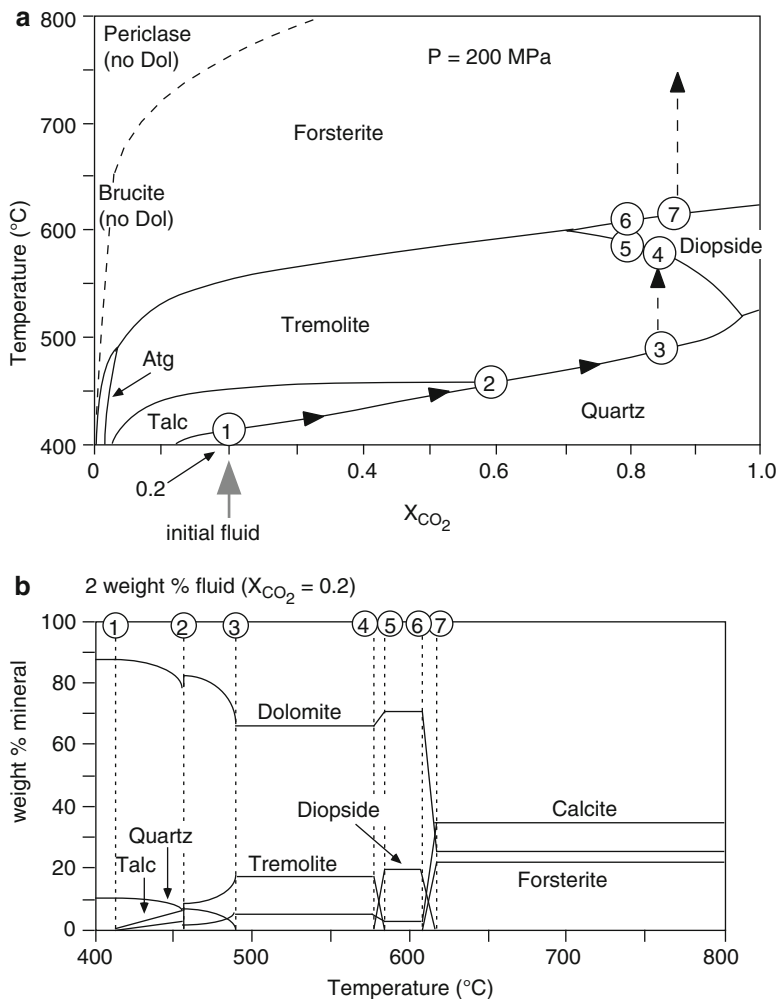 a
800
700
600
500
400
Temperature (°C)
Periclase
(no Dol)
P = 200 MPa
Forsterite
Brucite
(no Dol)
6
7
5
4
Diopside
Tremolite
3
Atg
2
Talc
1
Quartz
0
0.2
0.4
0.6
0.8
1.0
initial fluid
XCO2
b 2 weight % fluid (XCO2 = 0.2)
100
80
60
40
20
0
weight % mineral
1
2
3
4
5
6
7
Dolomite
Diopside
Calcite
Quartz
Talc
Tremolite
Forsterite
400
500
600
700
800
Temperature (°C)